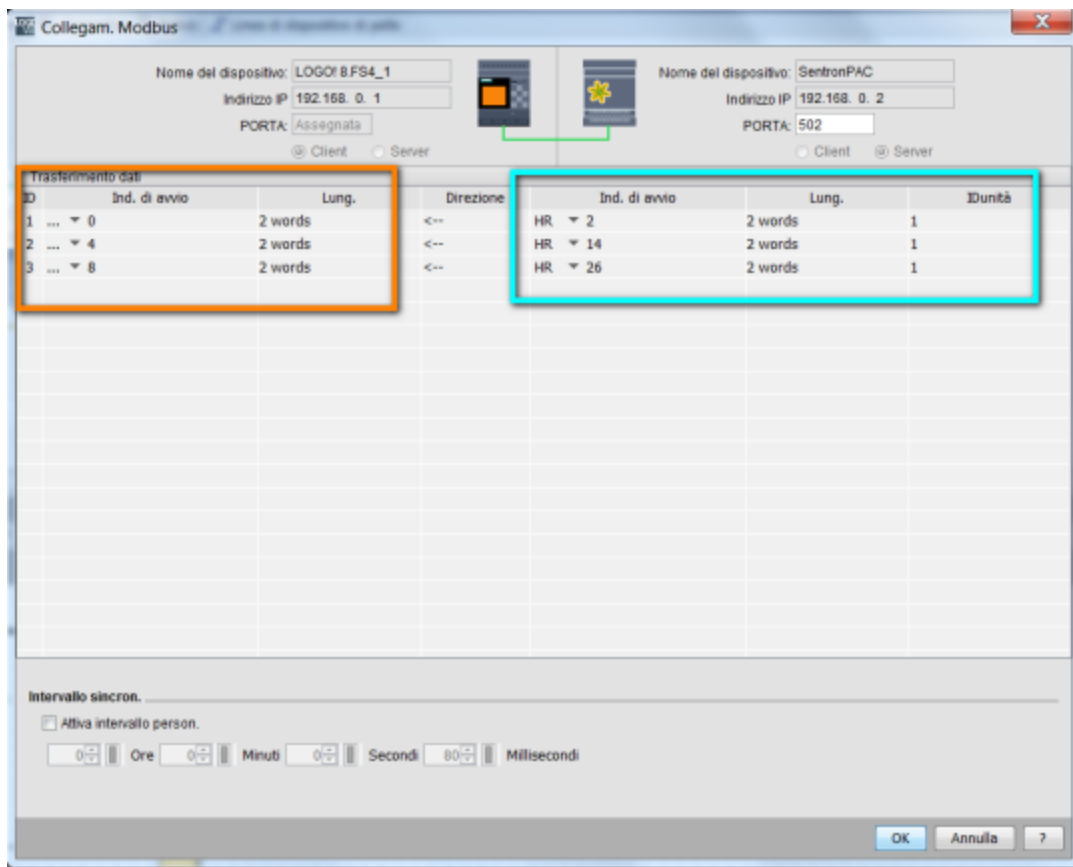 Collegam. Modbus
Nome del dispositivo: LOGO! 8.FS4_1
Indirizzo IP 192.168. 0. 1
PORTA: Assegnata
Client Server
Nome del dispositivo: SentronPAC
Indirizzo IP 192.168. 0. 2
PORTA: 502
Client Server
Trasferimento dati
ID Ind. di avvio Lung. Direzione Ind. di avvio Lung. IDunità
1 ... 0 2 words <-- HR 2 2 words 1
2 ... 4 2 words <-- HR 14 2 words 1
3 ... 8 2 words <-- HR 26 2 words 1
Intervallo sincron.
Attiva intervallo person.
0 Ore 0 Minuti 0 Secondi 80 Millisecondi
OK Annulla ?